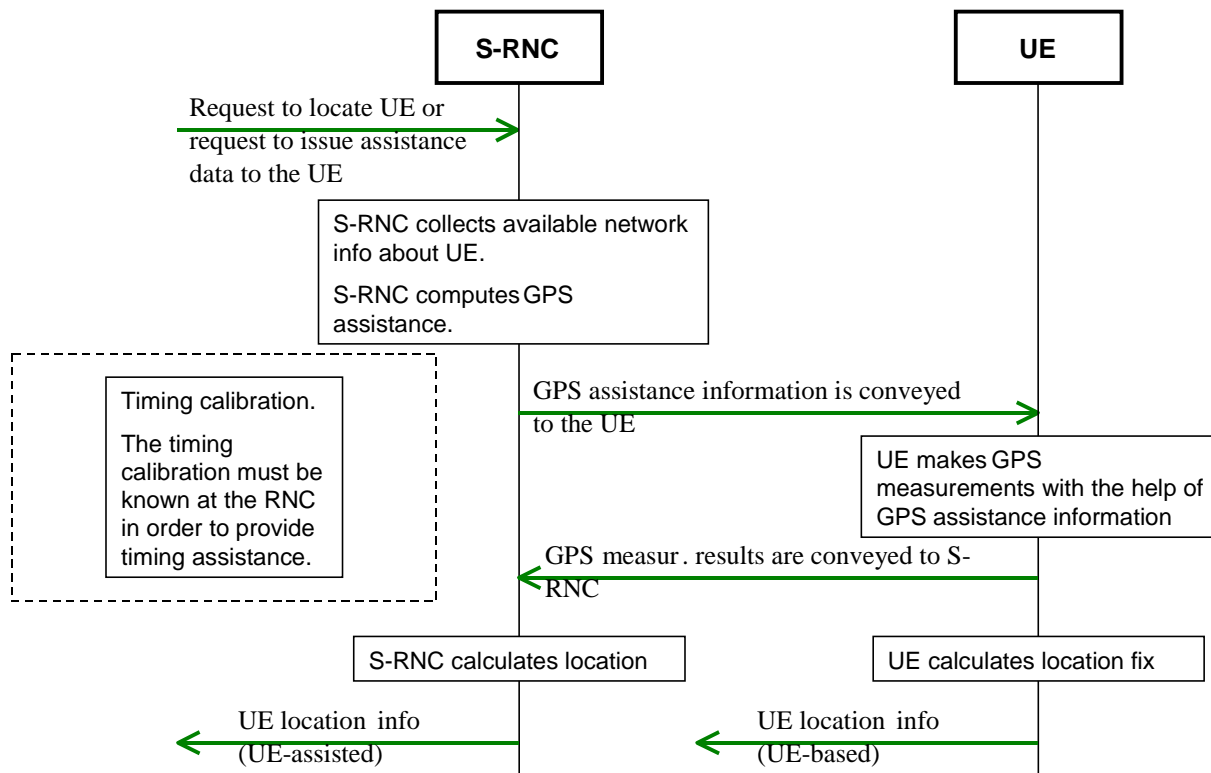 S-RNC
UE
Request to locate UE or
request to issue assistance
data to the UE
S-RNC collects available network
info about UE.
S-RNC computes GPS
assistance.
Timing calibration.
The timing
calibration must be
known at the RNC
in order to provide
timing assistance.
GPS assistance information is conveyed
to the UE
UE makes GPS
measurements with the help of
GPS assistance information
GPS measur. results are conveyed to S-
RNC
S-RNC calculates location
UE calculates location fix
UE location info
(UE-assisted)
UE location info
(UE-based)